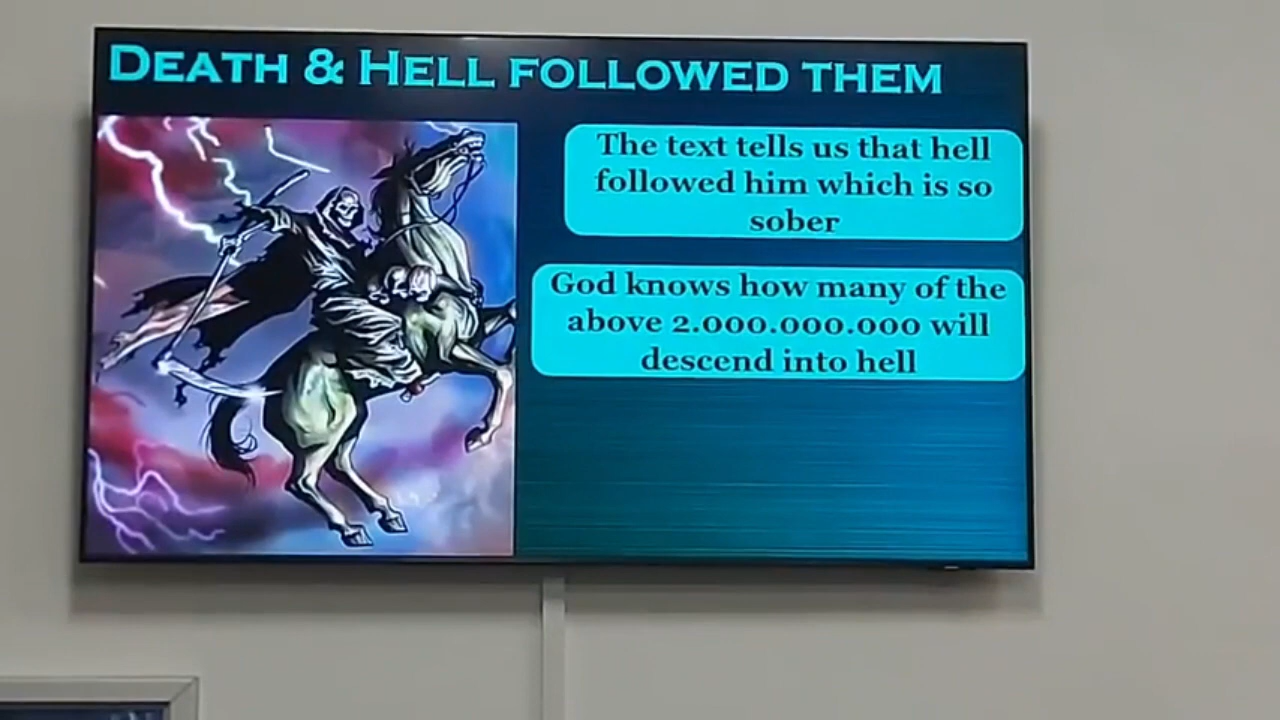 DEATH & HELL FOLLOWED THEM
The text tells us that hell
followed him which is so
sober
God knows how many of the
above 2.000.000.000 will
descend into hell